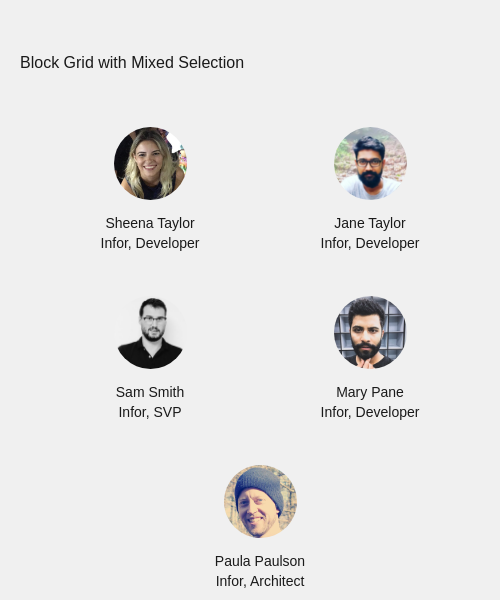 Block Grid with Mixed Selection
Sheena Taylor
Infor, Developer
Jane Taylor
Infor, Developer
Sam Smith
Infor, SVP
Mary Pane
Infor, Developer
Paula Paulson
Infor, Architect